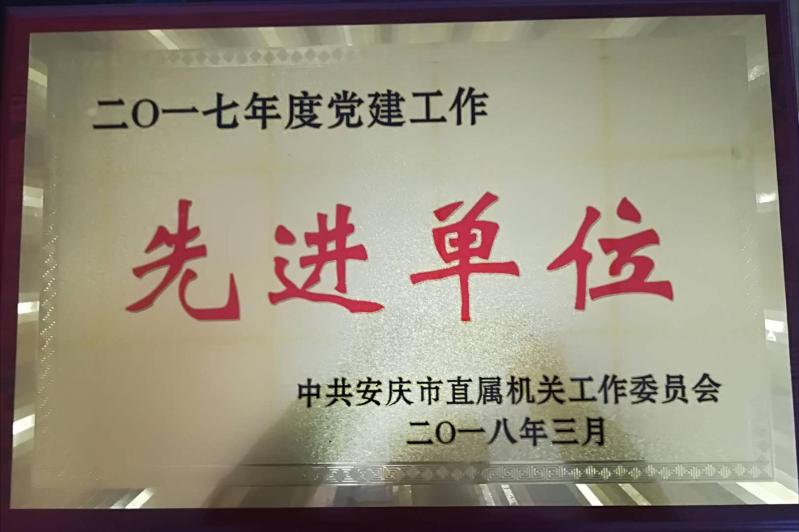 二〇一七年度党建工作
先进单位
中共安庆市直属机关工作委员会
二〇一八年三月